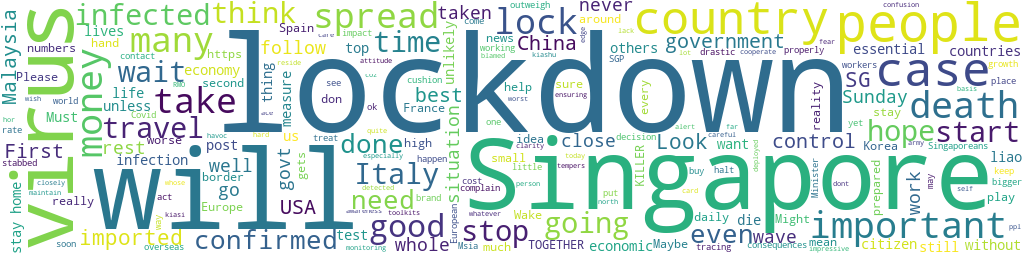 lockdown
Singapore
Will
virus
people
country
case
death
important
many
infected
think
spread
time
lock
China
government
money
take
wait
travel
done
Italy
need
good
stop
going
even
hope
start
SG
Sunday
Malaysia
First
imported
confirmed
USA
whole
rest
follow
economy
measure
situation
unlikely
best
others
close
control
Look
wave
citizen
work
liao
never
taken
Spain
news
top
hand
lives
numbers
contact
https
Please
life
unless
second
thing
Must
world
Covid
cushion
France
help
sure
essential
countries
workers
post
worse
infection
well
border
go
govt
us
gets
treat
high
happen
idea
small
little
want
Korea
Singaporeans
stay
place
reality
prepared
Minister
KILLER
every
decision
daily
die
Might
mean
still
without
play
bigger
keep
may
stay home
really
stabbed
rate
act
Europe
test
brand
cost
complain
European
Msia
much
Wake
TOGETHER
economic
Maybe
tracing
consequences
impressive
overseas
toolkits
monitoring
detected
especially
quite
kiasi
closely
maintain
soon
wish
whose
way
hard
see
don
ok
working
blamed
kiashu
around
lack
drastic
cooperate
properly
fear
confusion
outweigh
come
edge
SGP
ensuring
impact
care
attitude
reside
RMO
havoc
worst
clarity
one
person
put
north
whatever
today
tempers
buy
halt
card
alert
far
careful
army
deployed
dont
yet
self
basis
growth
hor
ppl
lot